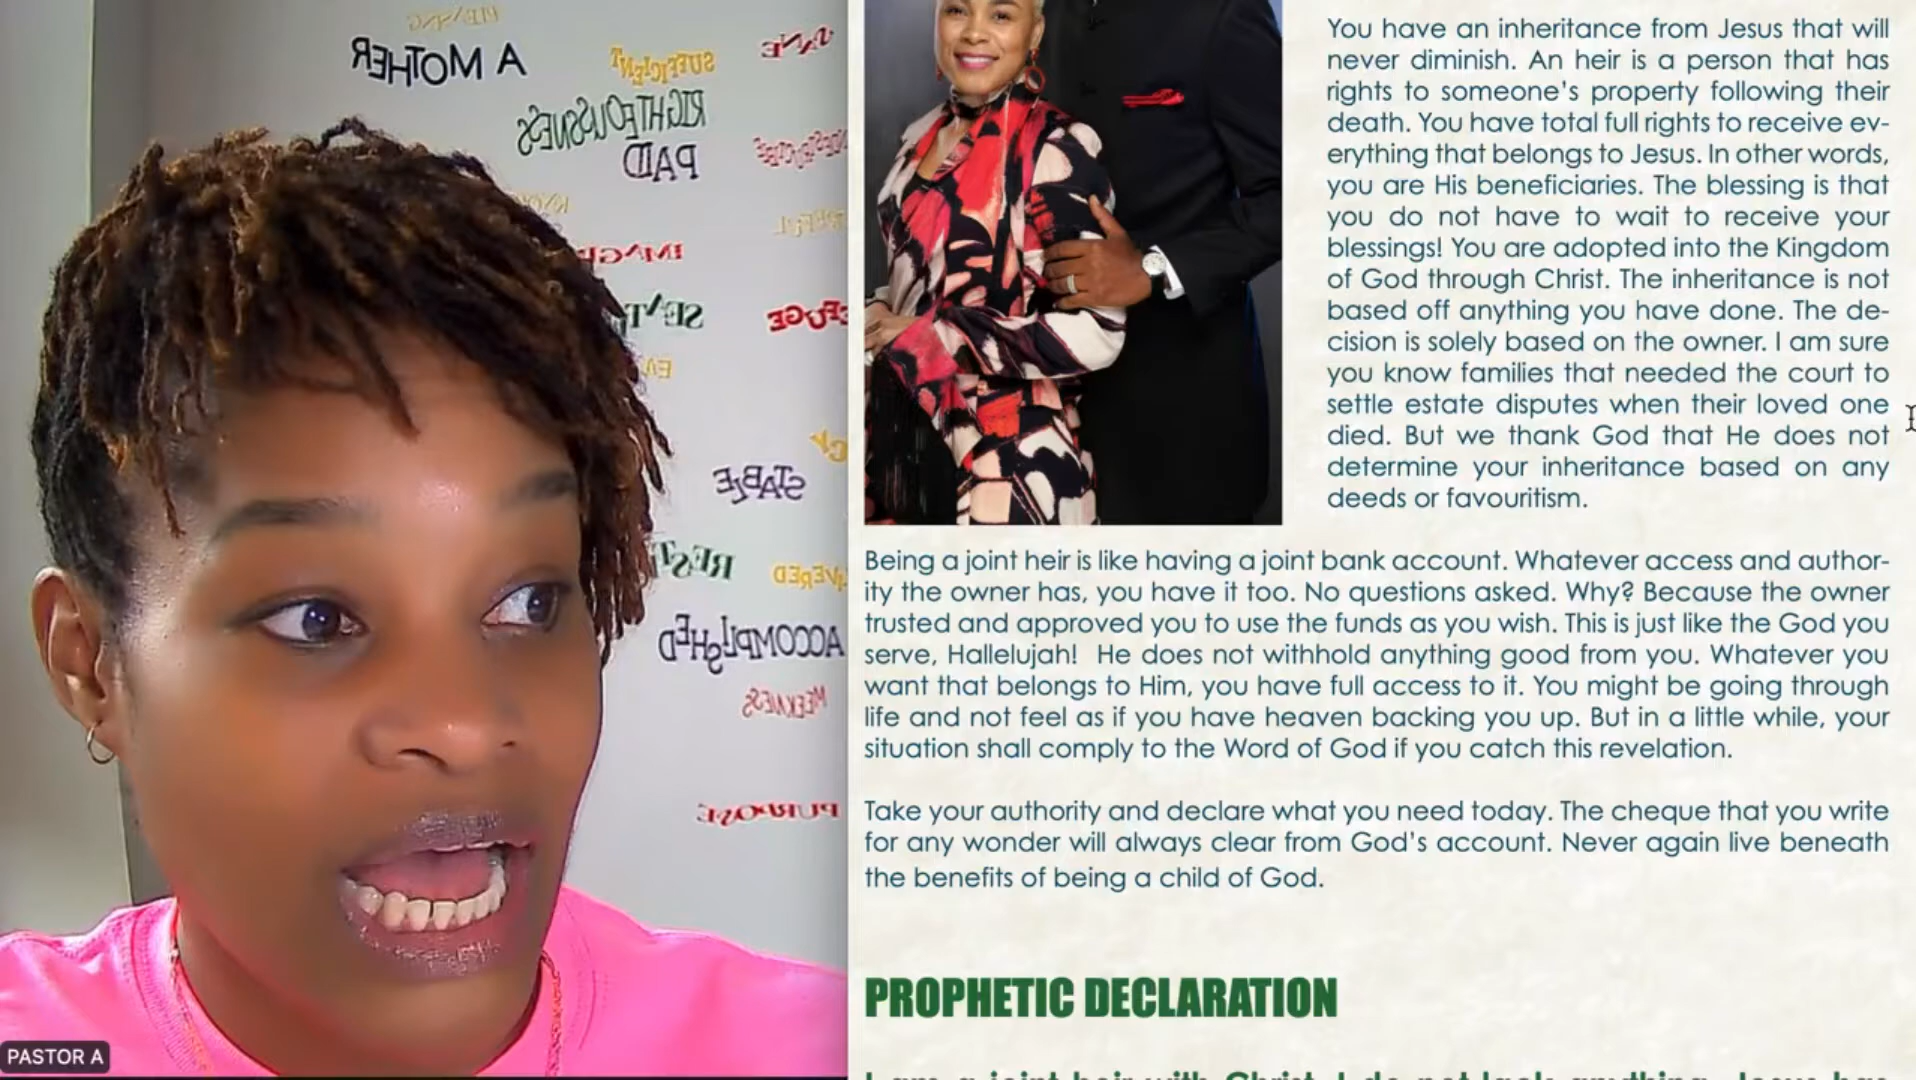 PLEASING
A MOTHER
SUFFICIENT
SANE
RIGHTEOUSNESS
PAID
REFUGE
STABLE
ACCOMPLISHED
MEEKNESS
PURPOSE
PASTOR A
You have an inheritance from Jesus that will
never diminish. An heir is a person that has
rights to someone's property following their
death. You have total full rights to receive ev-
erything that belongs to Jesus. In other words,
you are His beneficiaries. The blessing is that
you do not have to wait to receive your
blessings! You are adopted into the Kingdom
of God through Christ. The inheritance is not
based off anything you have done. The de-
cision is solely based on the owner. I am sure
you know families that needed the court to
settle estate disputes when their loved one
died. But we thank God that He does not
determine your inheritance based on any
deeds or favouritism.
Being a joint heir is like having a joint bank account. Whatever access and author-
ity the owner has, you have it too. No questions asked. Why? Because the owner
trusted and approved you to use the funds as you wish. This is just like the God you
serve, Hallelujah! He does not withhold anything good from you. Whatever you
want that belongs to Him, you have full access to it. You might be going through
life and not feel as if you have heaven backing you up. But in a little while, your
situation shall comply to the Word of God if you catch this revelation.
Take your authority and declare what you need today. The cheque that you write
for any wonder will always clear from God's account. Never again live beneath
the benefits of being a child of God.
PROPHETIC DECLARATION
I am a joint heir with Christ. I do not lack anything. Jesus has